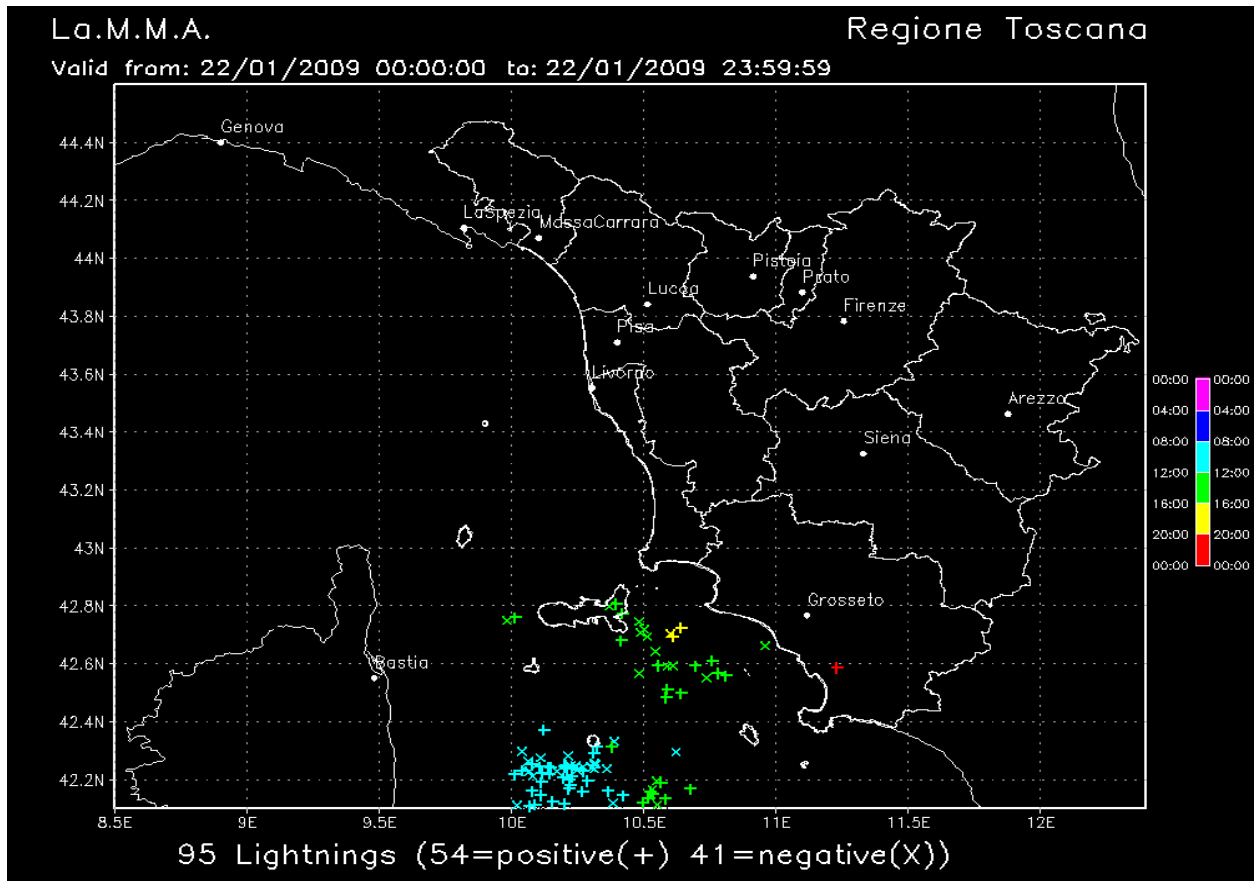 La.M.M.A. Regione Toscana
Valid from: 22/01/2009 00:00:00 to: 22/01/2009 23:59:59
Genova
44.4N
44.2N
LaSpezia
MassaCarrara
44N
Pistoia
Prato
Lucca
Firenze
43.8N
Pisa
43.6N
Livorno
00:00 00:00
Arezzo
04:00 04:00
43.4N
Siena
08:00 08:00
12:00 12:00
43.2N
16:00 16:00
20:00 20:00
43N
00:00 00:00
42.8N
Grosseto
42.6N
Bastia
42.4N
42.2N
8.5E 9E 9.5E 10E 10.5E 11E 11.5E 12E
95 Lightnings (54=positive(+) 41=negative(X))